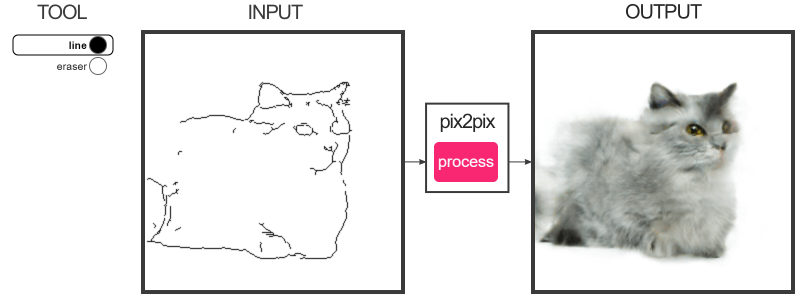 TOOL
INPUT
OUTPUT
line
eraser
pix2pix
process